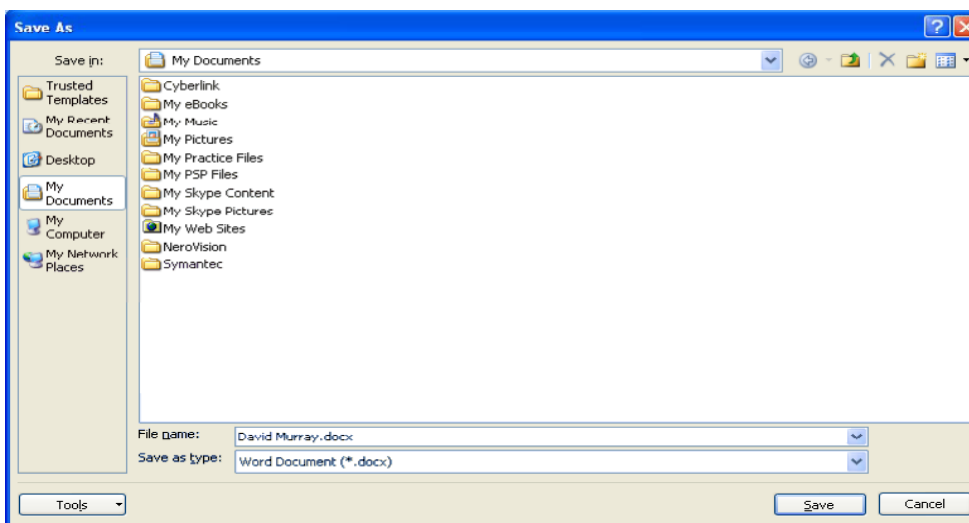 Save As
Save in:
My Documents
Trusted
Templates
My Recent
Documents
Desktop
My
Documents
My
Computer
My Network
Places
Cyberlink
My eBooks
My Music
My Pictures
My Practice Files
My PSP Files
My Skype Content
My Skype Pictures
My Web Sites
NeroVision
Symantec
File name:
David Murray.docx
Save as type:
Word Document (*.docx)
Tools
Save
Cancel